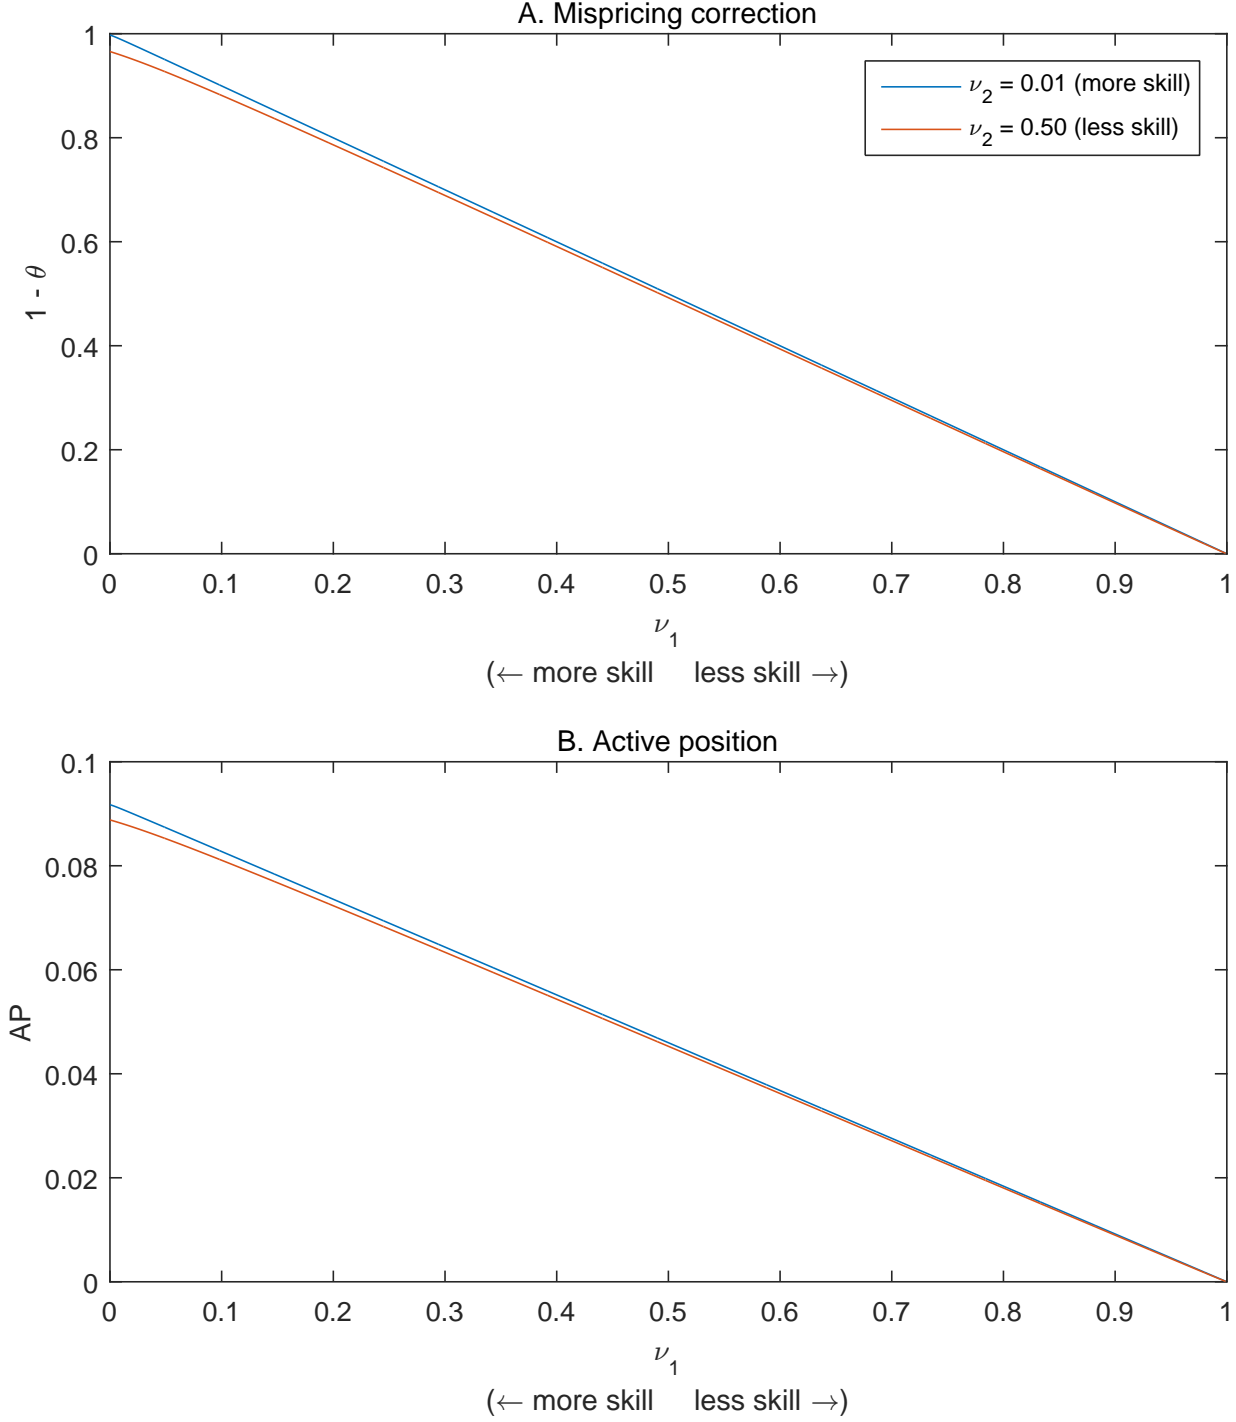 A. Mispricing correction
1
0.8
0.6
0.4
0.2
0
1 - θ
ν₂ = 0.01 (more skill)
ν₂ = 0.50 (less skill)
0 0.1 0.2 0.3 0.4 0.5 0.6 0.7 0.8 0.9 1
ν₁
(← more skill less skill →)
B. Active position
0.1
0.08
0.06
0.04
0.02
0
AP
0 0.1 0.2 0.3 0.4 0.5 0.6 0.7 0.8 0.9 1
ν₁
(← more skill less skill →)